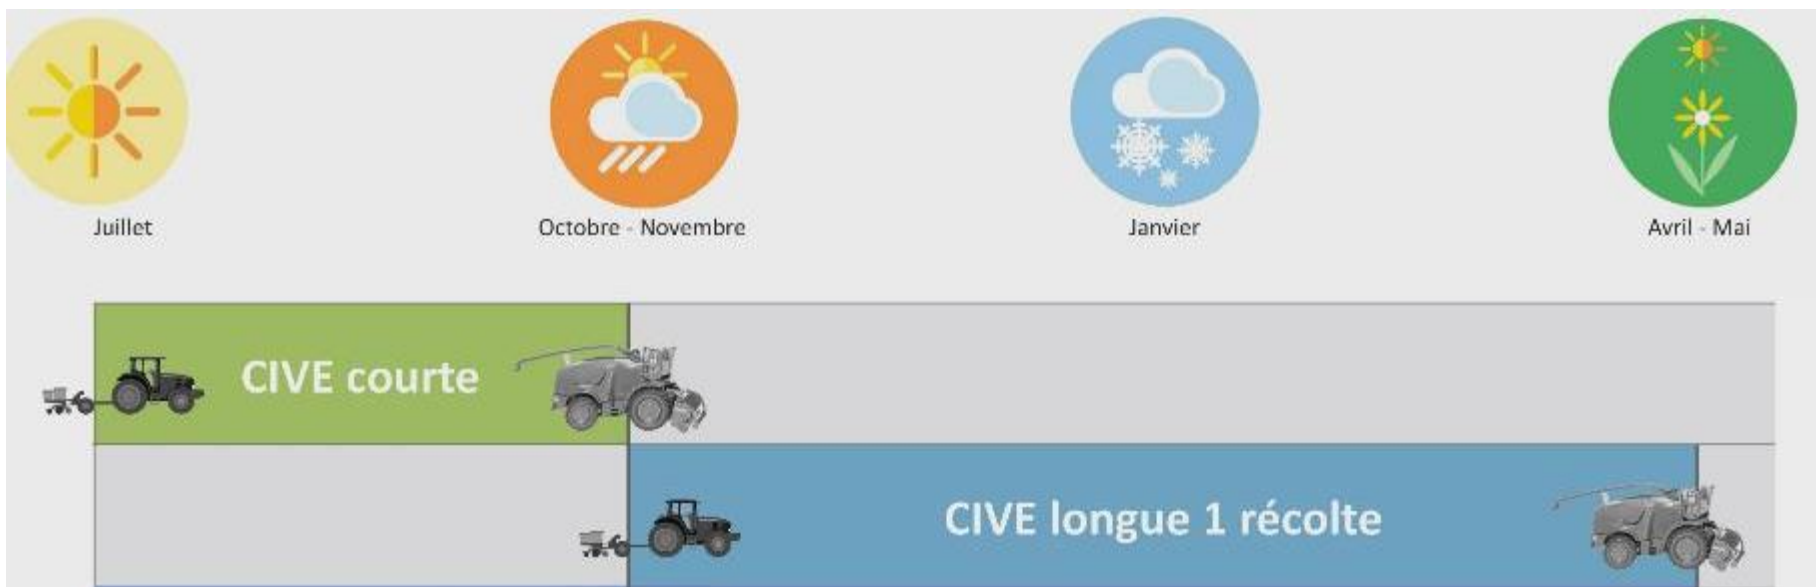 Juillet
Octobre - Novembre
Janvier
Avril - Mai
CIVE courte
CIVE longue 1 récolte